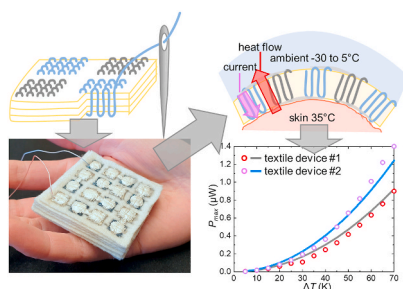 heat flow
current
ambient -30 to 5°C
skin 35°C
textile device #1
textile device #2
P_max (µW)
1.4
1.2
1.0
0.8
0.6
0.4
0.2
0.0
0 10 20 30 40 50 60 70
ΔT (K)